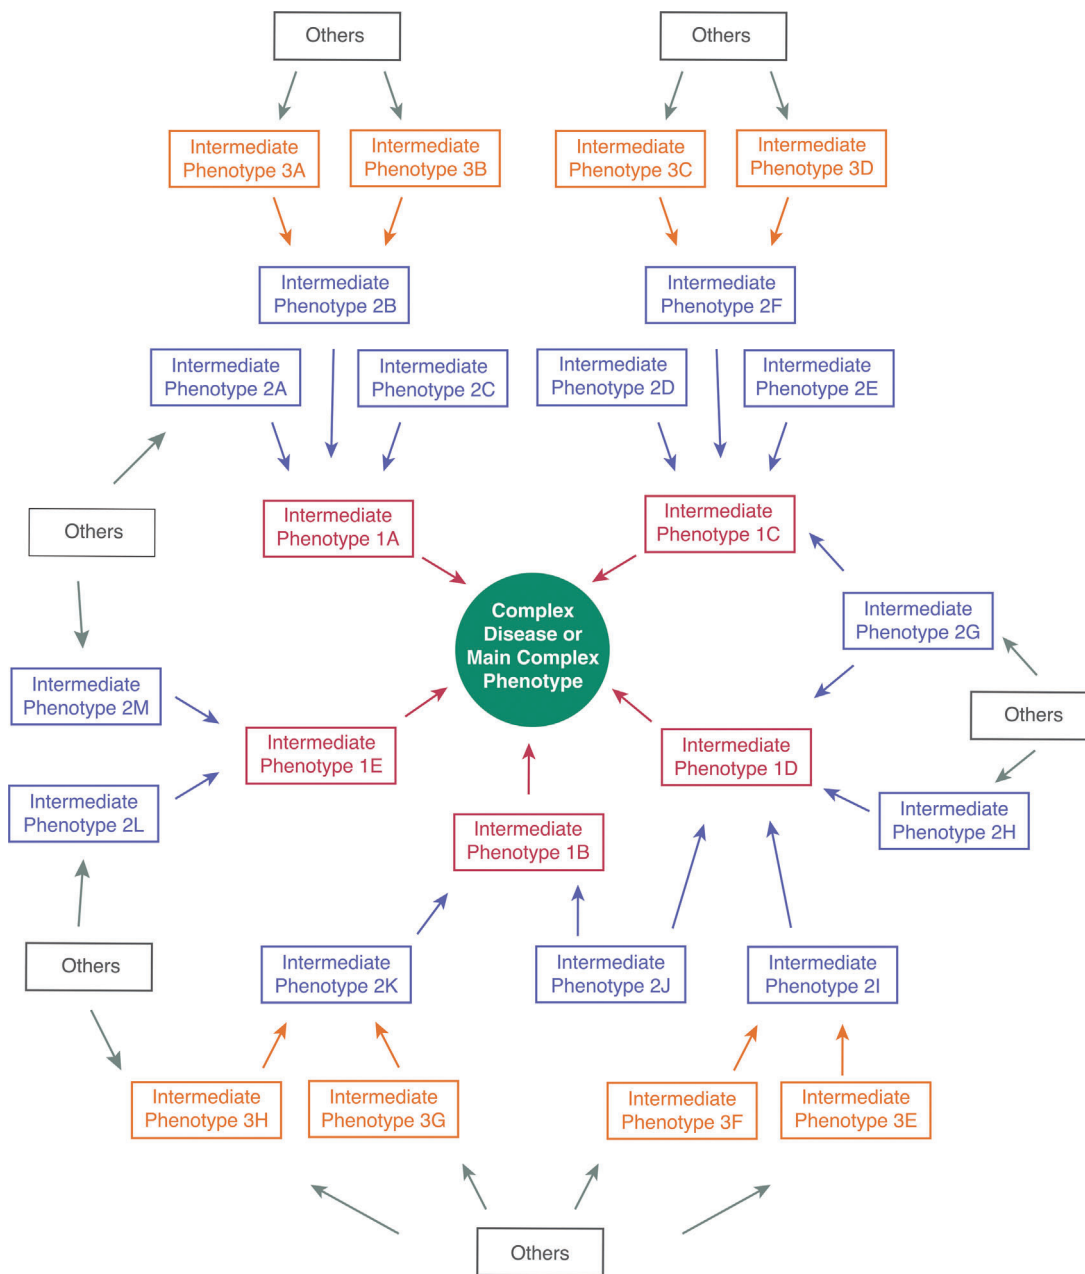 Others
Others
Intermediate
Phenotype 3A
Intermediate
Phenotype 3B
Intermediate
Phenotype 3C
Intermediate
Phenotype 3D
Intermediate
Phenotype 2B
Intermediate
Phenotype 2F
Intermediate
Phenotype 2A
Intermediate
Phenotype 2C
Intermediate
Phenotype 2D
Intermediate
Phenotype 2E
Others
Intermediate
Phenotype 1A
Intermediate
Phenotype 1C
Complex
Disease or
Main Complex
Phenotype
Intermediate
Phenotype 2G
Intermediate
Phenotype 2M
Others
Intermediate
Phenotype 1E
Intermediate
Phenotype 1D
Intermediate
Phenotype 2L
Intermediate
Phenotype 2H
Intermediate
Phenotype 1B
Others
Intermediate
Phenotype 2K
Intermediate
Phenotype 2J
Intermediate
Phenotype 2I
Intermediate
Phenotype 3H
Intermediate
Phenotype 3G
Intermediate
Phenotype 3F
Intermediate
Phenotype 3E
Others